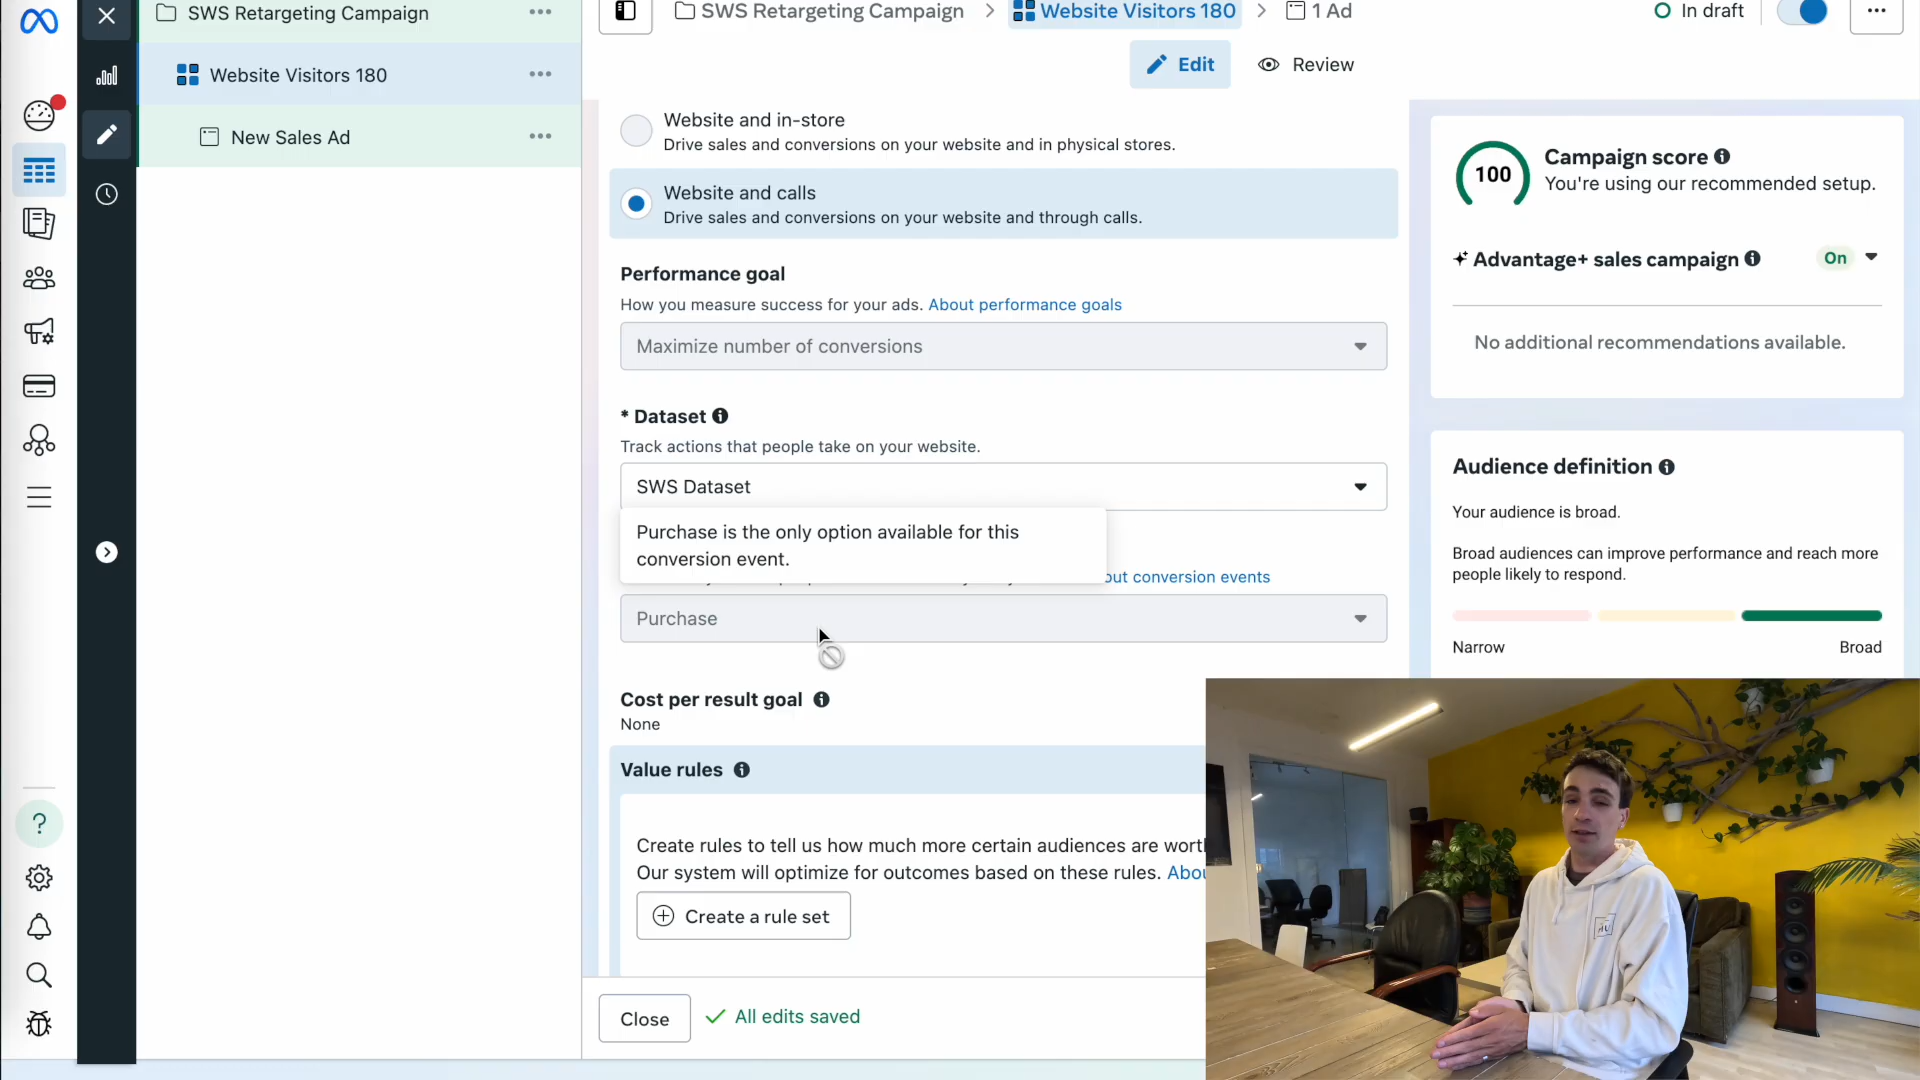 SWS Retargeting Campaign
Website Visitors 180
New Sales Ad
SWS Retargeting Campaign > Website Visitors 180 > 1 Ad
In draft
Edit
Review
Website and in-store
Drive sales and conversions on your website and in physical stores.
Website and calls
Drive sales and conversions on your website and through calls.
Performance goal
How you measure success for your ads. About performance goals
Maximize number of conversions
* Dataset
Track actions that people take on your website.
SWS Dataset
Purchase is the only option available for this
conversion event.
out conversion events
Purchase
Cost per result goal
None
Value rules
Create rules to tell us how much more certain audiences are wort
Our system will optimize for outcomes based on these rules. Abou
Create a rule set
Close
All edits saved
100
Campaign score
You're using our recommended setup.
Advantage+ sales campaign
On
No additional recommendations available.
Audience definition
Your audience is broad.
Broad audiences can improve performance and reach more
people likely to respond.
Narrow
Broad